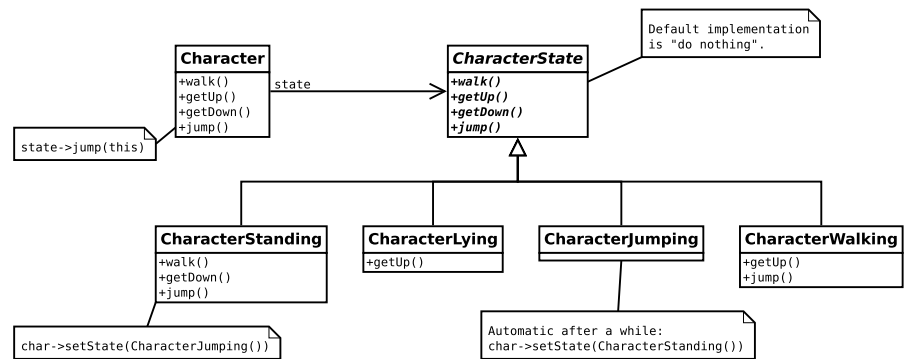 Default implementation
is "do nothing".
Character
+walk()
+getUp()
+getDown()
+jump()
state
CharacterState
+walk()
+getUp()
+getDown()
+jump()
state->jump(this)
CharacterStanding
+walk()
+getDown()
+jump()
CharacterLying
+getUp()
CharacterJumping
CharacterWalking
+getUp()
+jump()
char->setState(CharacterJumping())
Automatic after a while:
char->setState(CharacterStanding())